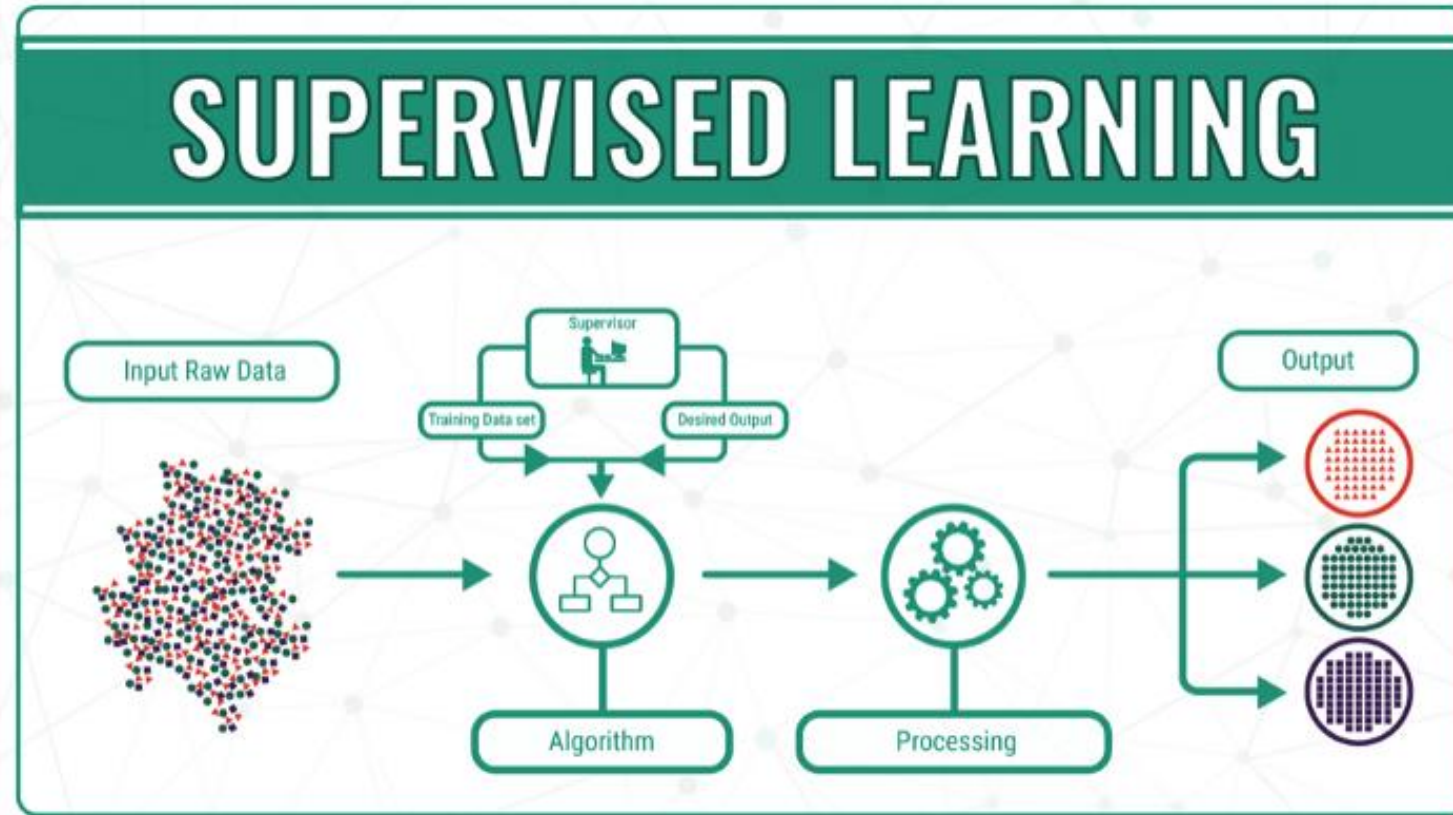 SUPERVISED LEARNING
Input Raw Data
Supervisor
Training Data set
Desired Output
Algorithm
Processing
Output